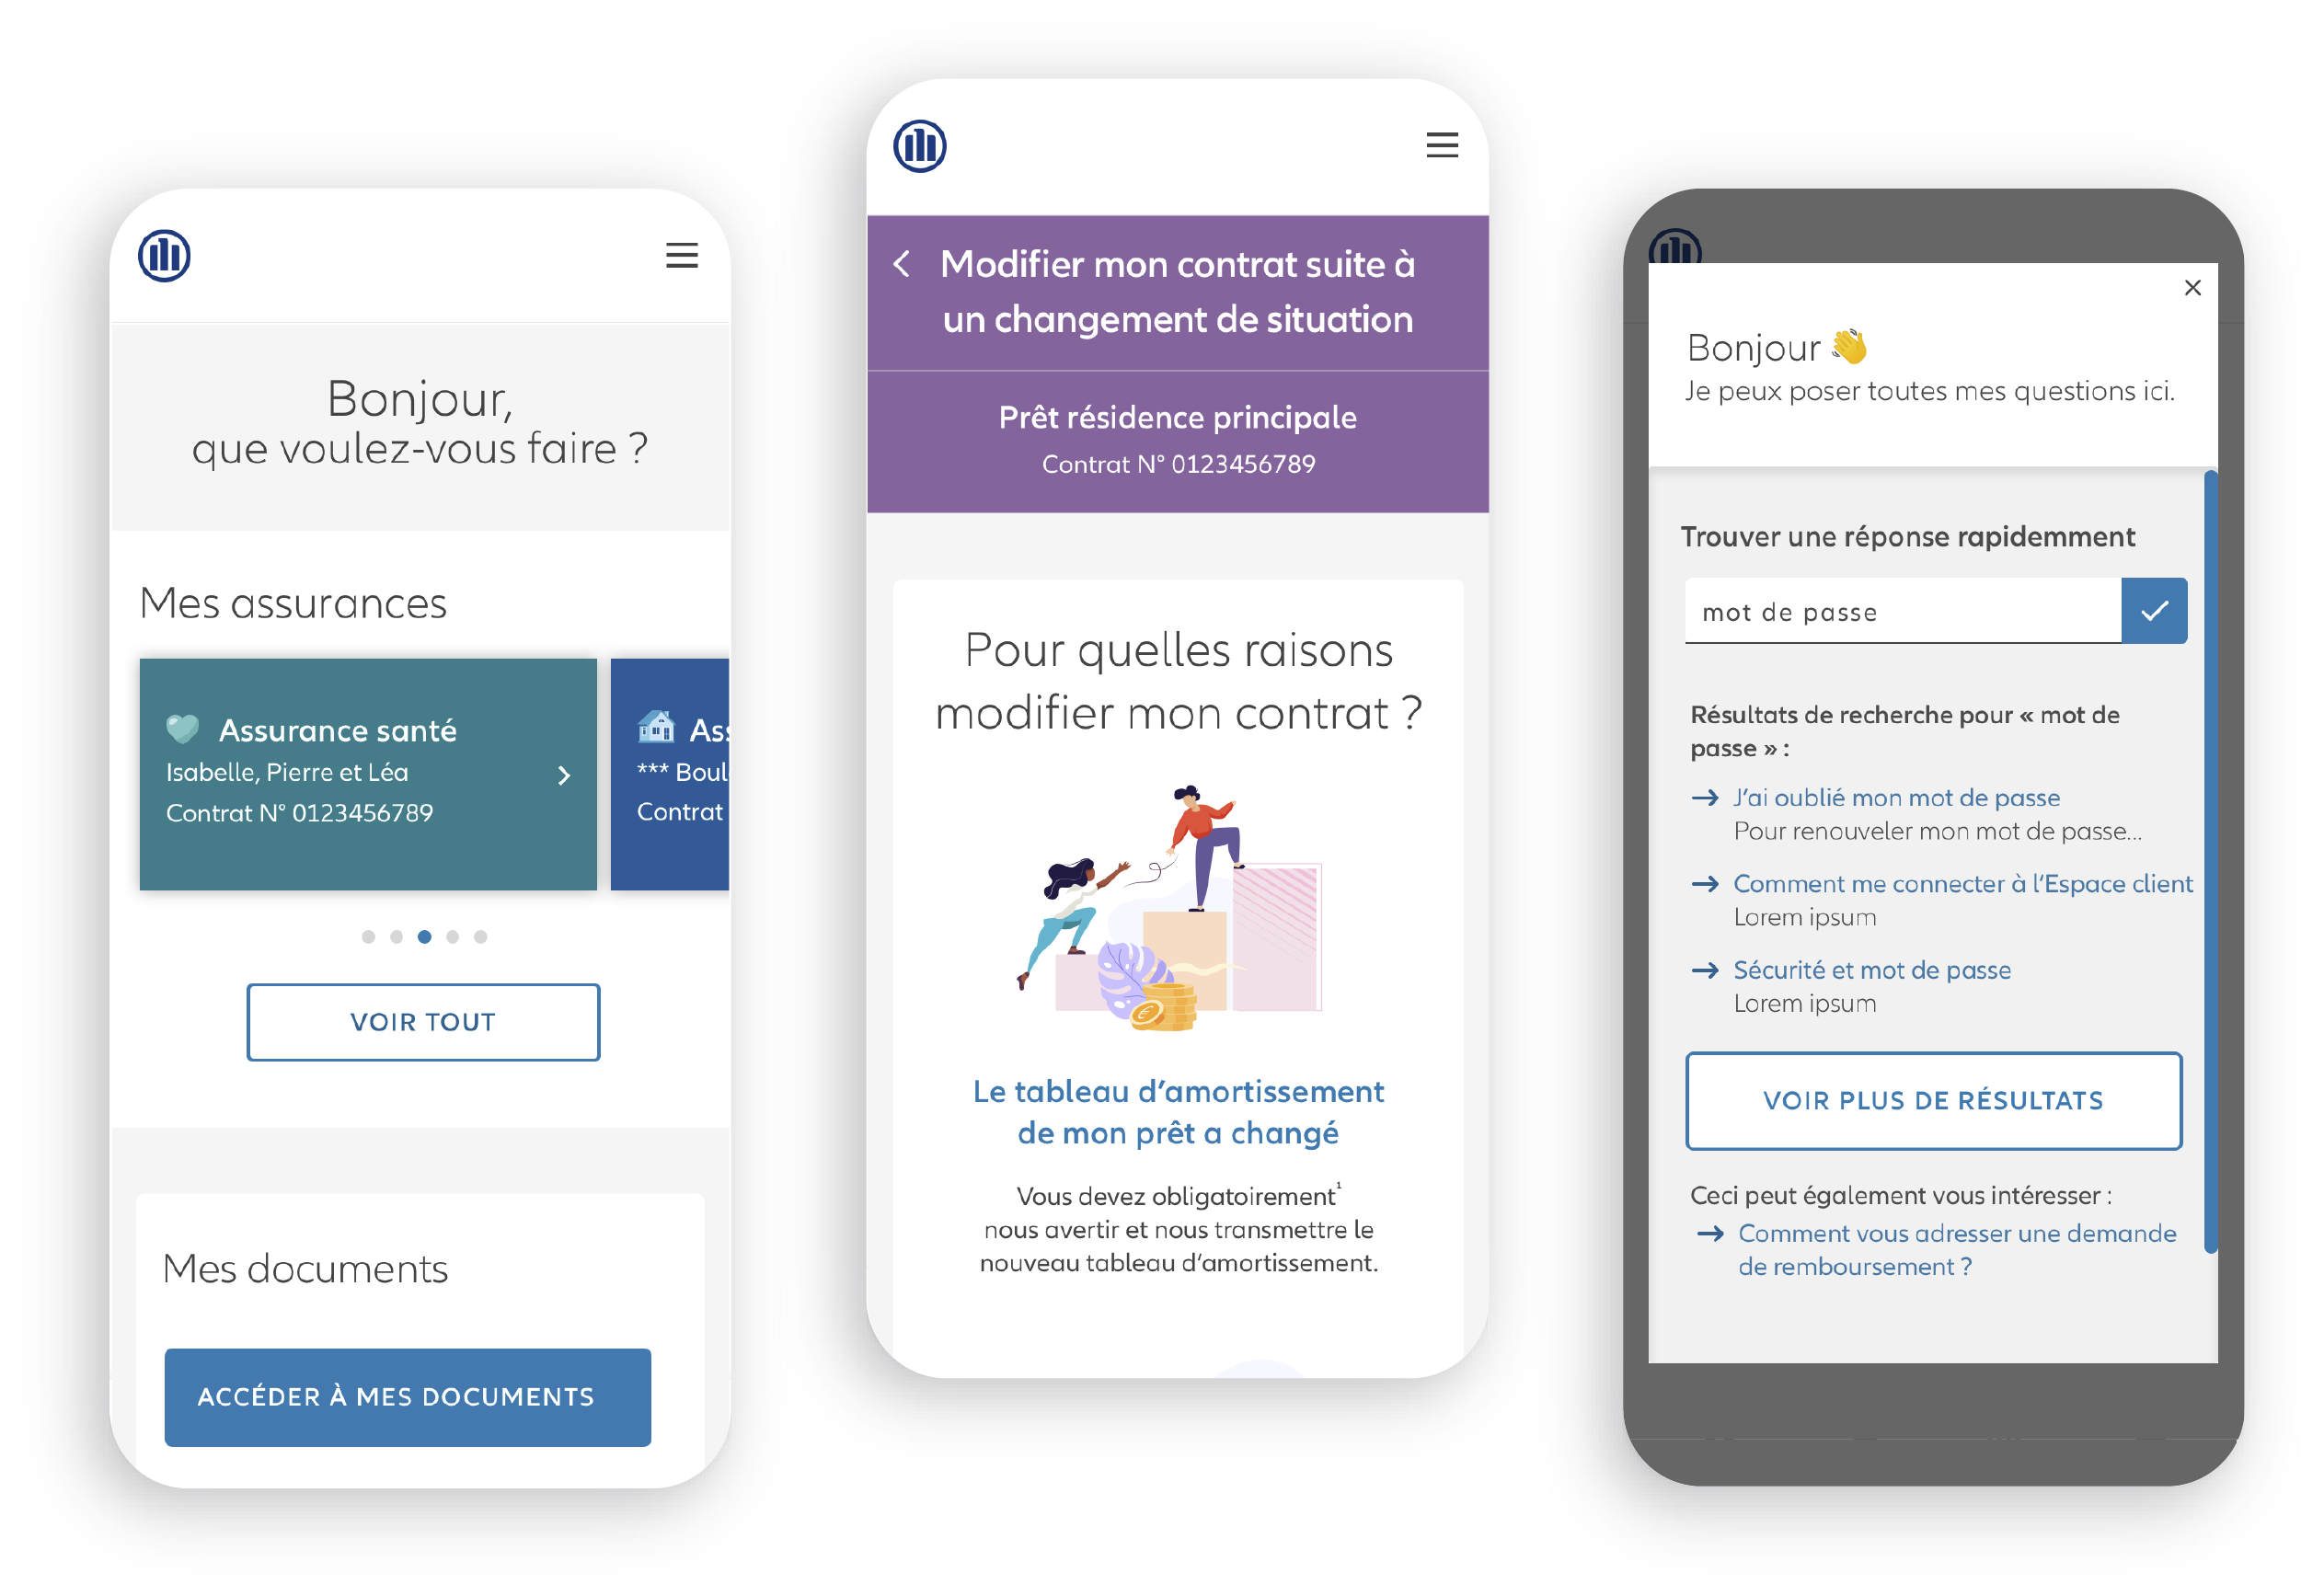 Bonjour,
que voulez-vous faire ?
Mes assurances
Assurance santé
Isabelle, Pierre et Léa
Contrat N° 0123456789
*** Boul
Contrat
VOIR TOUT
Mes documents
ACCÉDER À MES DOCUMENTS
Modifier mon contrat suite à
un changement de situation
Prêt résidence principale
Contrat N° 0123456789
Pour quelles raisons
modifier mon contrat ?
Le tableau d’amortissement
de mon prêt a changé
Vous devez obligatoirement¹
nous avertir et nous transmettre le
nouveau tableau d’amortissement.
Bonjour 👋
Je peux poser toutes mes questions ici.
Trouver une réponse rapidemment
mot de passe
Résultats de recherche pour « mot de
passe » :
→ J’ai oublié mon mot de passe
Pour renouveler mon mot de passe...
→ Comment me connecter à l’Espace client
Lorem ipsum
→ Sécurité et mot de passe
Lorem ipsum
VOIR PLUS DE RÉSULTATS
Ceci peut également vous intéresser :
→ Comment vous adresser une demande
de remboursement ?